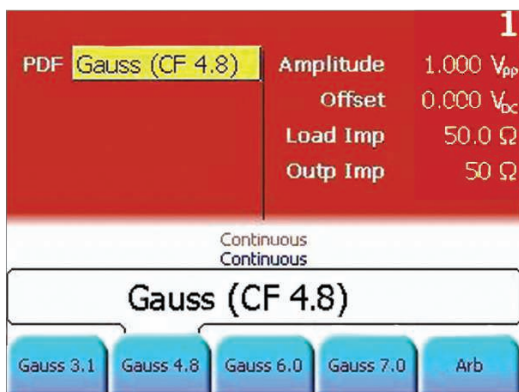 1
PDF Gauss (CF 4.8) Amplitude 1.000 Vpp
Offset 0.000 VDC
Load Imp 50.0 Ω
Outp Imp 50 Ω
Continuous
Continuous
Gauss (CF 4.8)
Gauss 3.1 Gauss 4.8 Gauss 6.0 Gauss 7.0 Arb